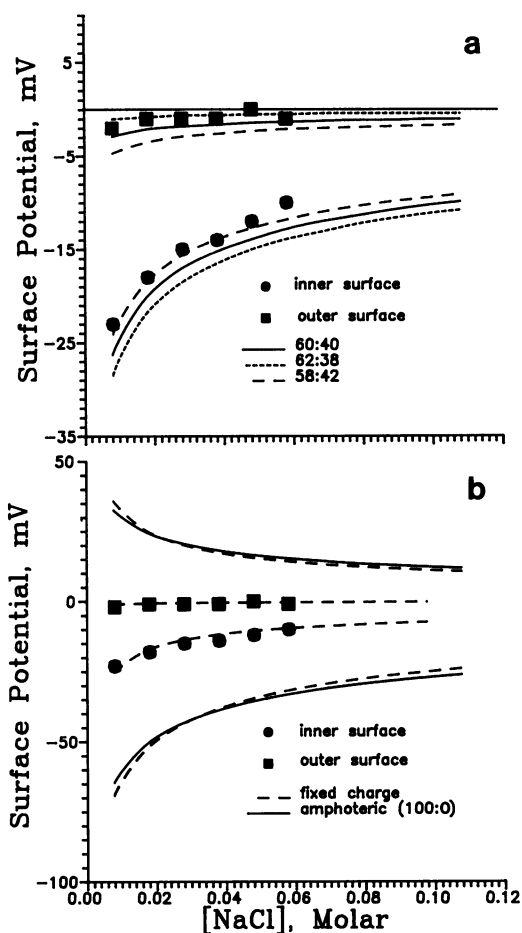 a
5
-5
-15
-25
-35
Surface Potential, mV
inner surface
outer surface
60:40
62:38
58:42
b
50
0
-50
-100
Surface Potential, mV
inner surface
outer surface
fixed charge
amphoteric (100:0)
0.00 0.02 0.04 0.06 0.08 0.10 0.12
[NaCl], Molar